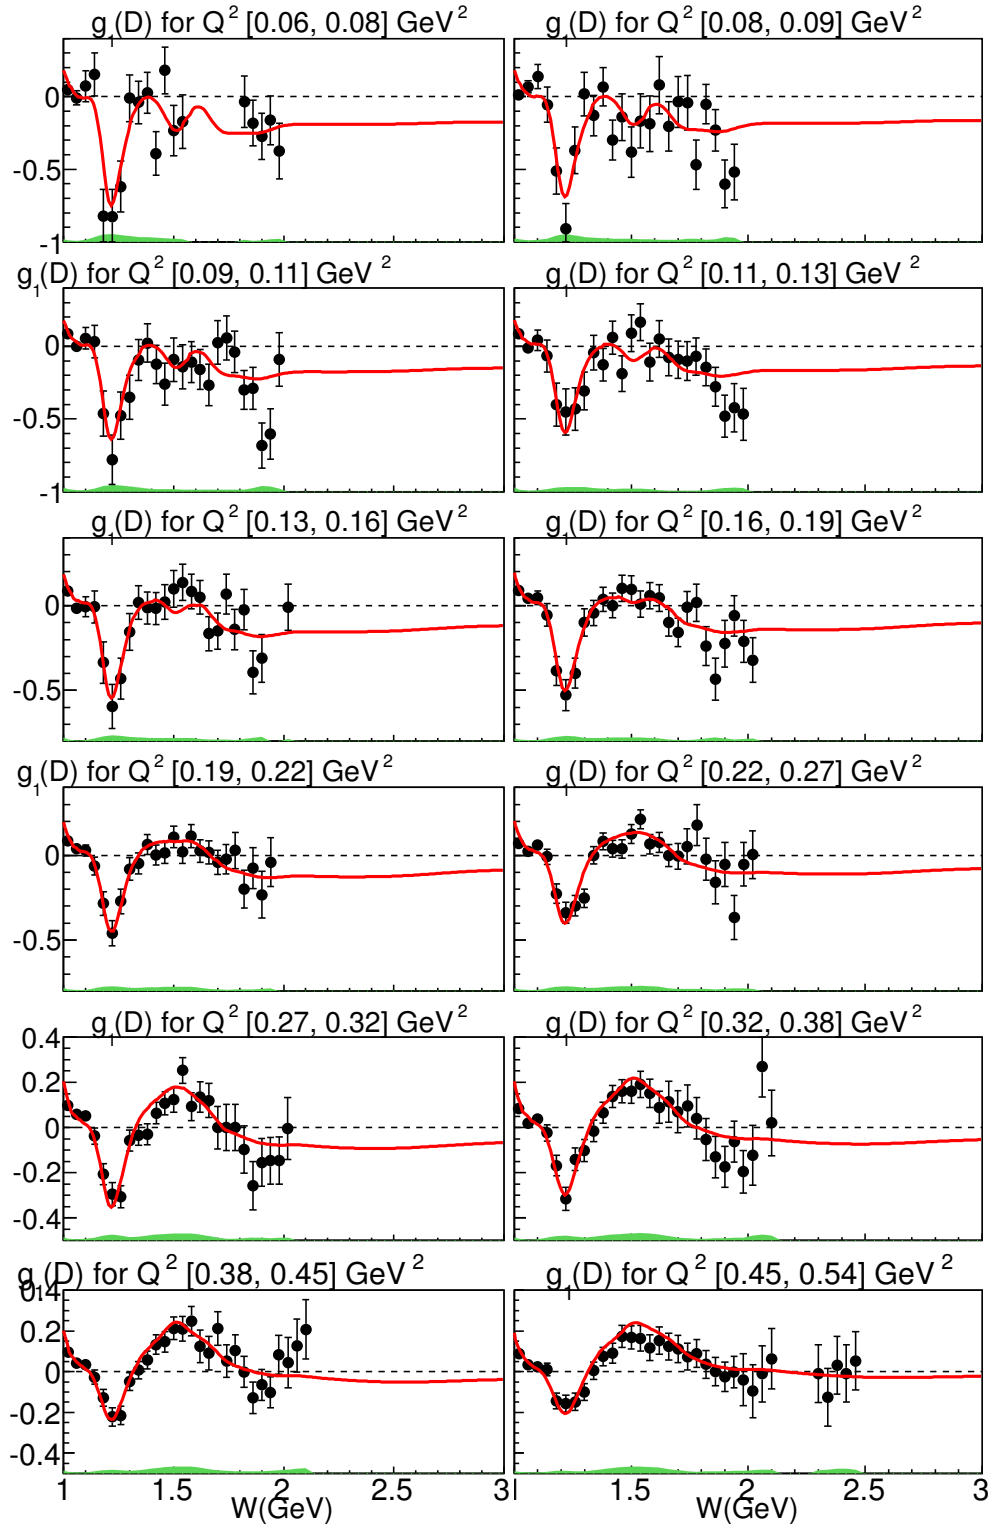 g1(D) for Q2 [0.06, 0.08] GeV2
g1(D) for Q2 [0.08, 0.09] GeV2
0
-0.5
-1
g1(D) for Q2 [0.09, 0.11] GeV2
g1(D) for Q2 [0.11, 0.13] GeV2
0
-0.5
-1
g1(D) for Q2 [0.13, 0.16] GeV2
g1(D) for Q2 [0.16, 0.19] GeV2
0
-0.5
g1(D) for Q2 [0.19, 0.22] GeV2
g1(D) for Q2 [0.22, 0.27] GeV2
0
-0.5
g1(D) for Q2 [0.27, 0.32] GeV2
g1(D) for Q2 [0.32, 0.38] GeV2
0.4
0.2
0
-0.2
-0.4
g1(D) for Q2 [0.38, 0.45] GeV2
g1(D) for Q2 [0.45, 0.54] GeV2
0.4
0.2
0
-0.2
-0.4
1 1.5 2 2.5 3
W(GeV)
1 1.5 2 2.5 3
W(GeV)